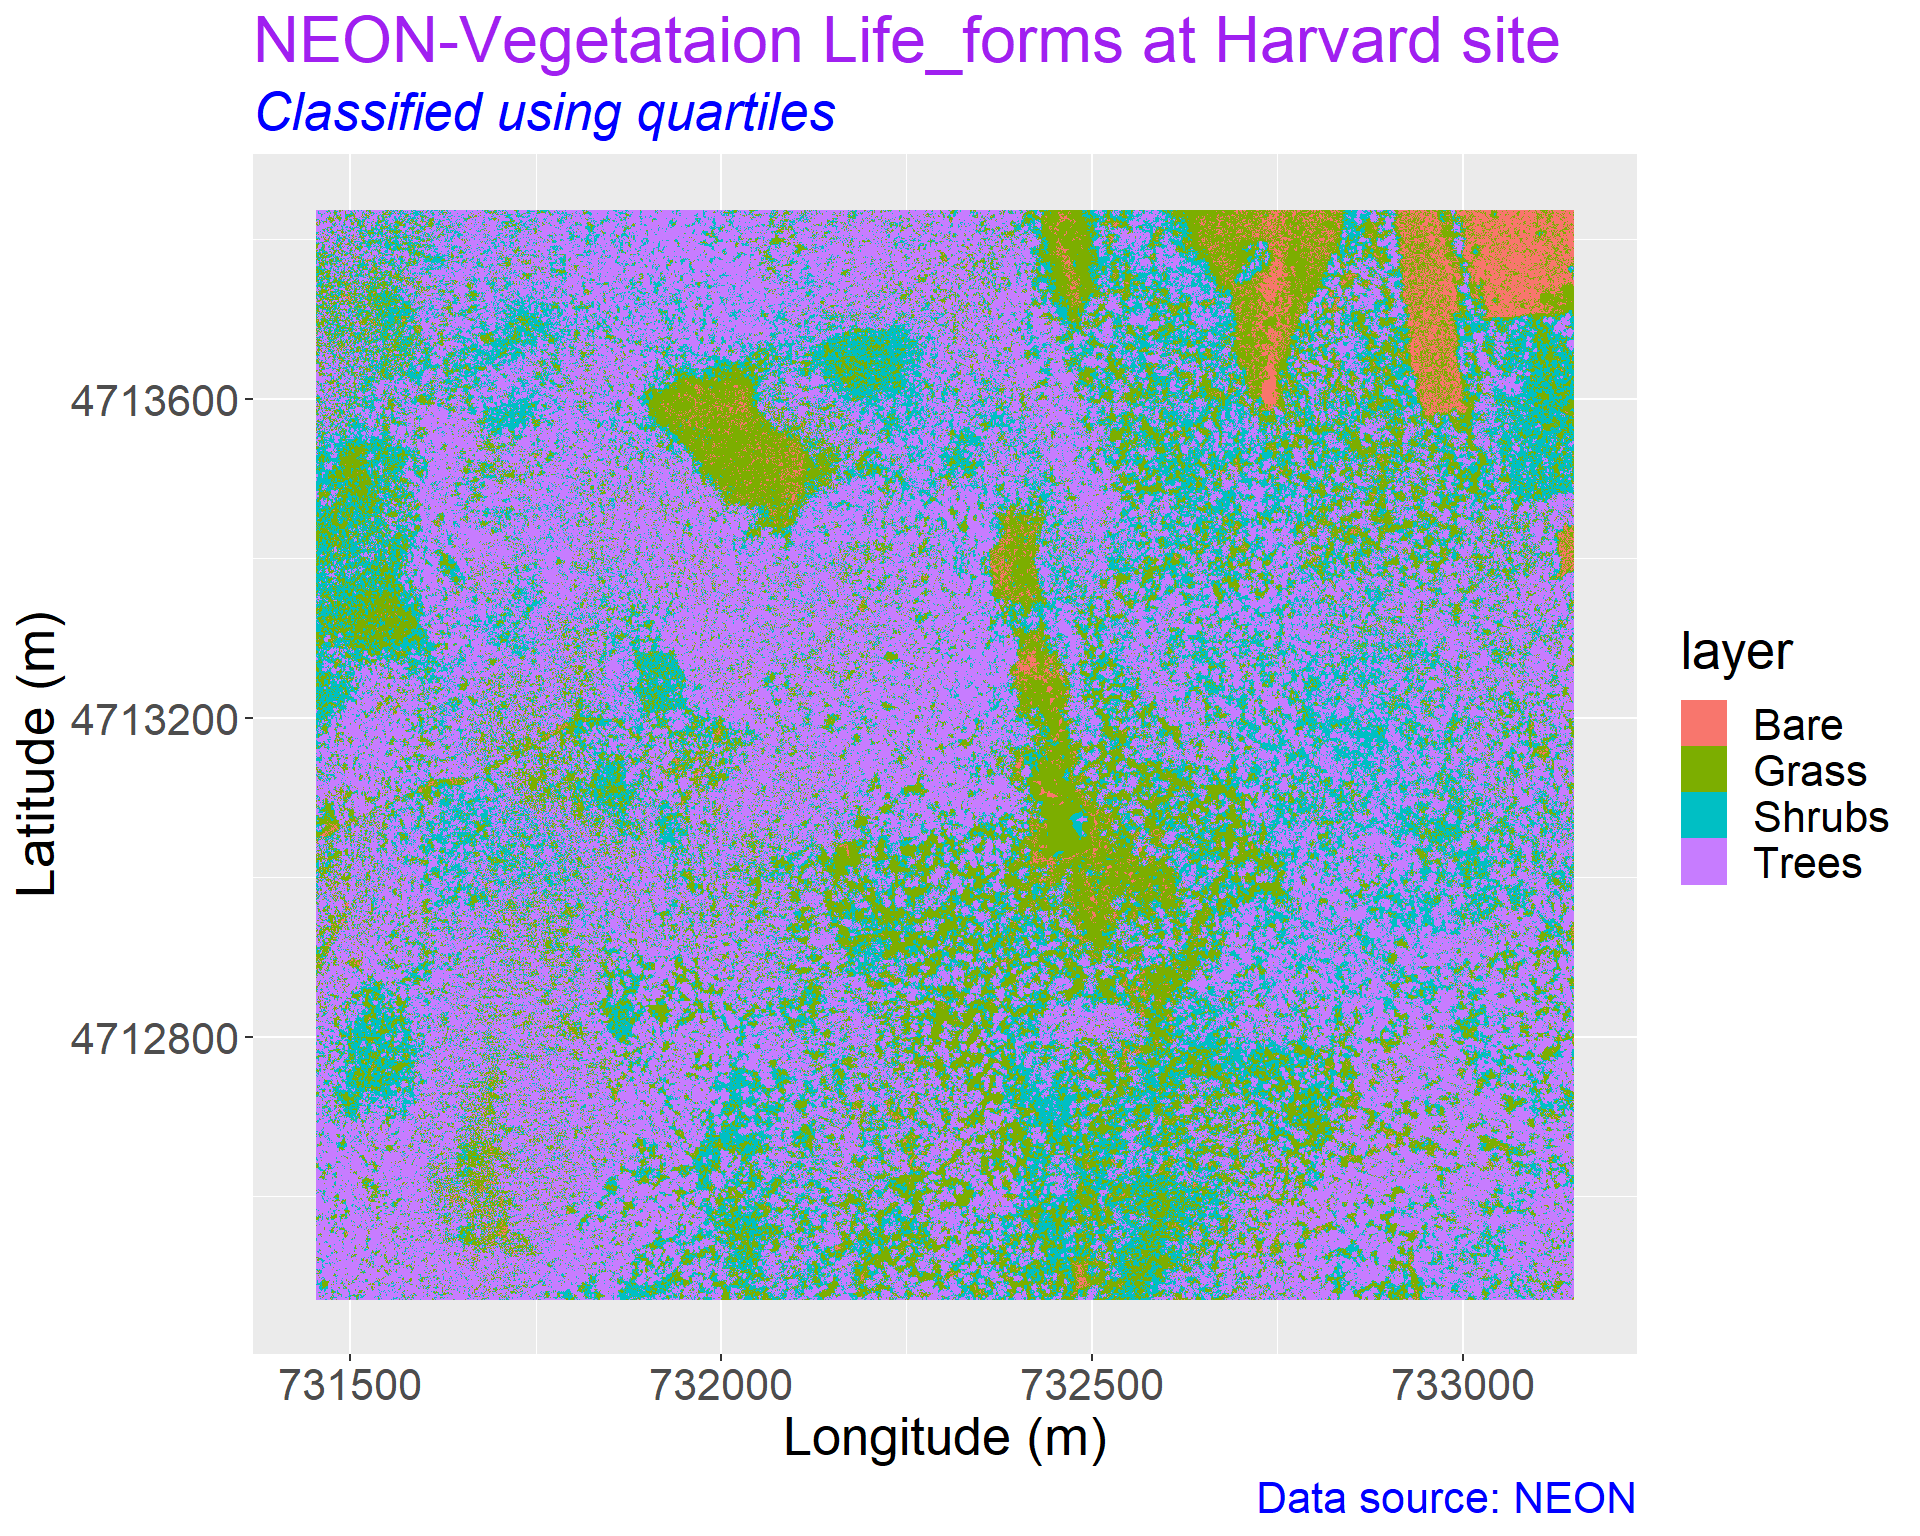 NEON-Vegetataion Life_forms at Harvard site
Classified using quartiles
Latitude (m)
4713600
4713200
4712800
731500 732000 732500 733000
Longitude (m)
layer
Bare
Grass
Shrubs
Trees
Data source: NEON